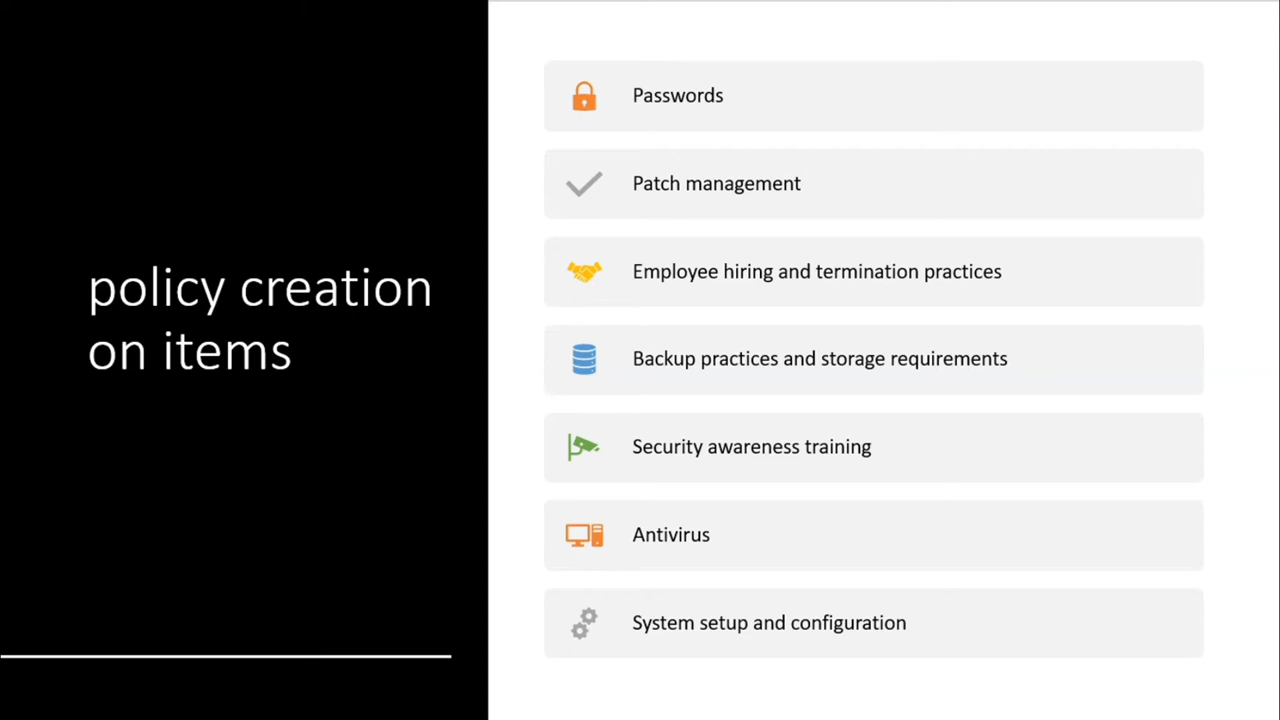 policy creation
on items
Passwords
Patch management
Employee hiring and termination practices
Backup practices and storage requirements
Security awareness training
Antivirus
System setup and configuration